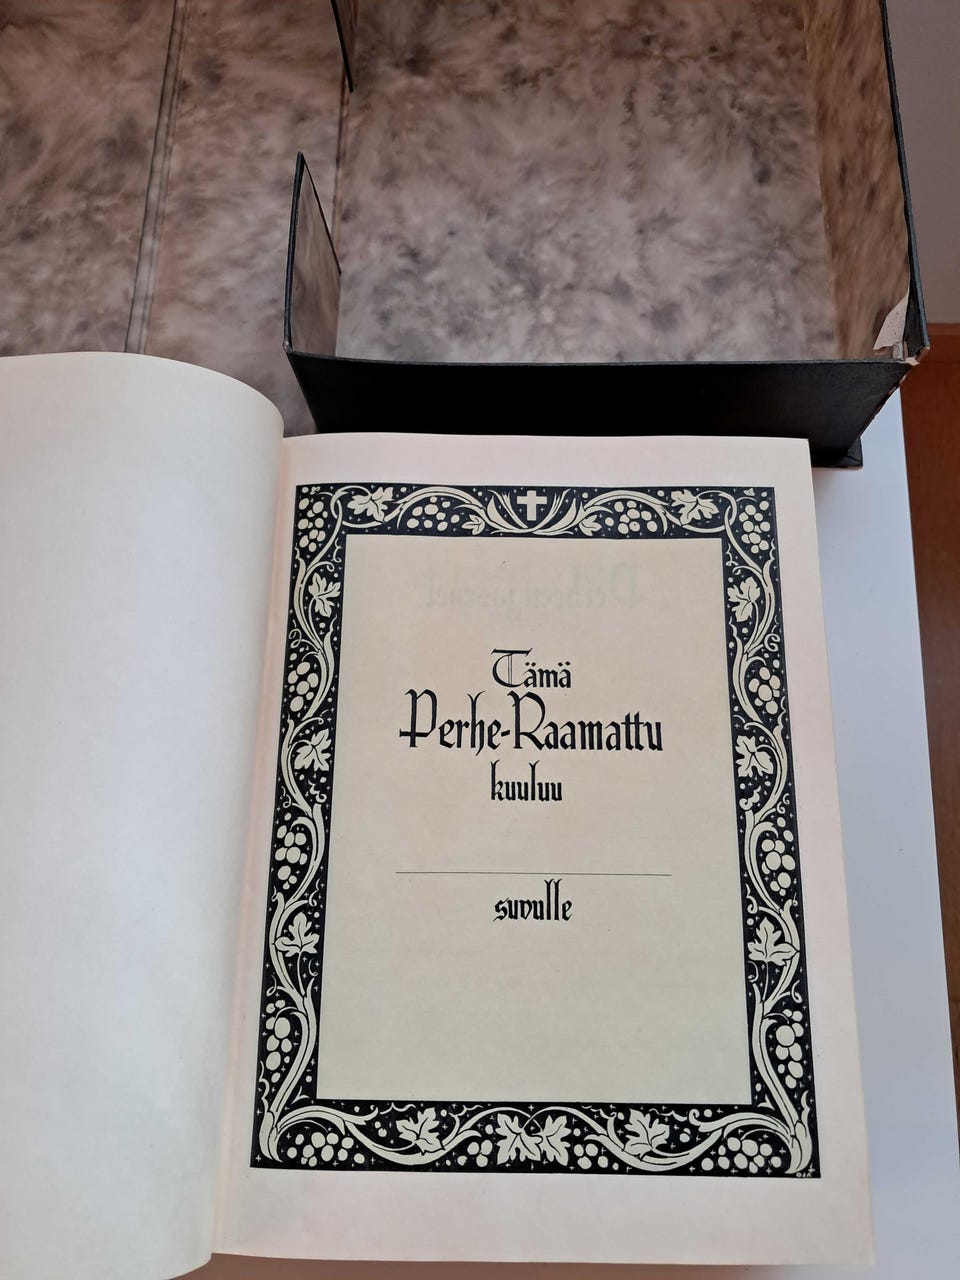 Tämä
Perhe-Raamattu
kuuluu
suvulle